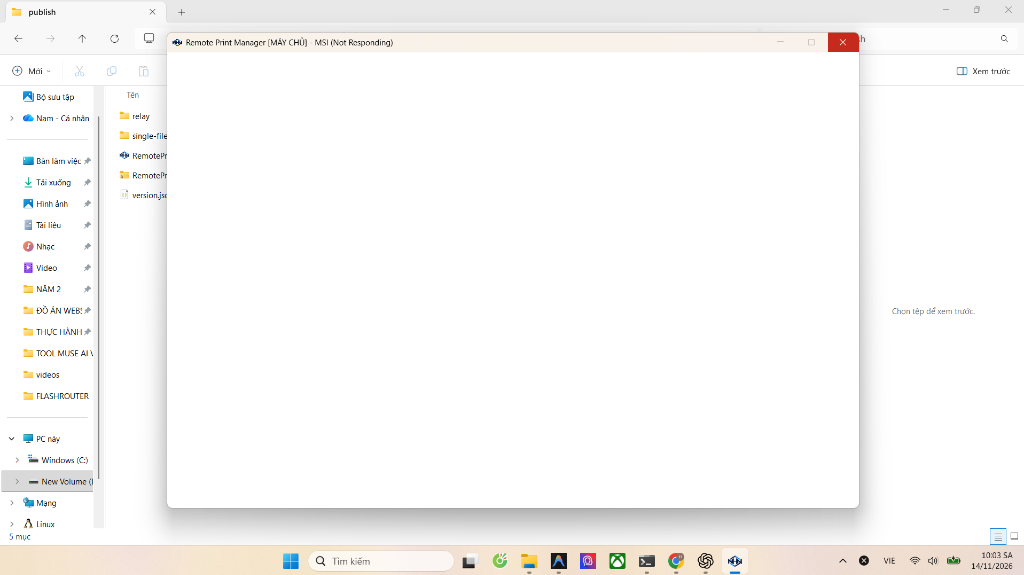 publish
Remote Print Manager [MÁY CHỦ] - MSI (Not Responding)
Mới
Xem trước
Tên
Bộ sưu tập
Nam - Cá nhân
relay
single-file
RemotePr
RemotePr
version.jso
Bàn làm việc
Tải xuống
Hình ảnh
Tài liệu
Nhạc
Video
NĂM 2
ĐỒ ÁN WEB
THỰC HÀNH
TOOL MUSE AI V
videos
FLASHROUTER
Chọn tệp để xem trước.
PC này
Windows (C:)
New Volume (
Mạng
Linux
5 mục
Tìm kiếm
VIE
10:03 SA
14/11/2026